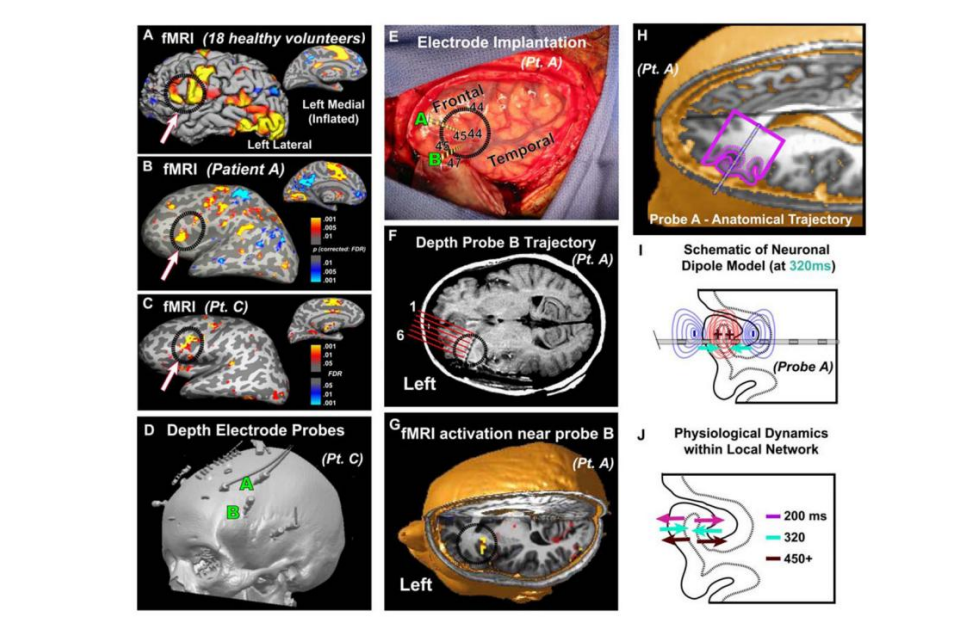 A fMRI (18 healthy volunteers)
Left Medial
(Inflated)
Left Lateral
B fMRI (Patient A)
.001
.005
.01
p (corrected: FDR)
.01
.005
.001
C fMRI (Pt. C)
.001
.01
.05
FDR
.05
.01
.001
D Depth Electrode Probes
(Pt. C)
A
B
E Electrode Implantation
(Pt. A)
Frontal
44
A
45 44
45
B
47
Temporal
F Depth Probe B Trajectory
(Pt. A)
1
6
Left
G fMRI activation near probe B
(Pt. A)
Left
H
(Pt. A)
Probe A - Anatomical Trajectory
I Schematic of Neuronal
Dipole Model (at 320ms)
- ++ -
(Probe A)
J Physiological Dynamics
within Local Network
200 ms
320
450+